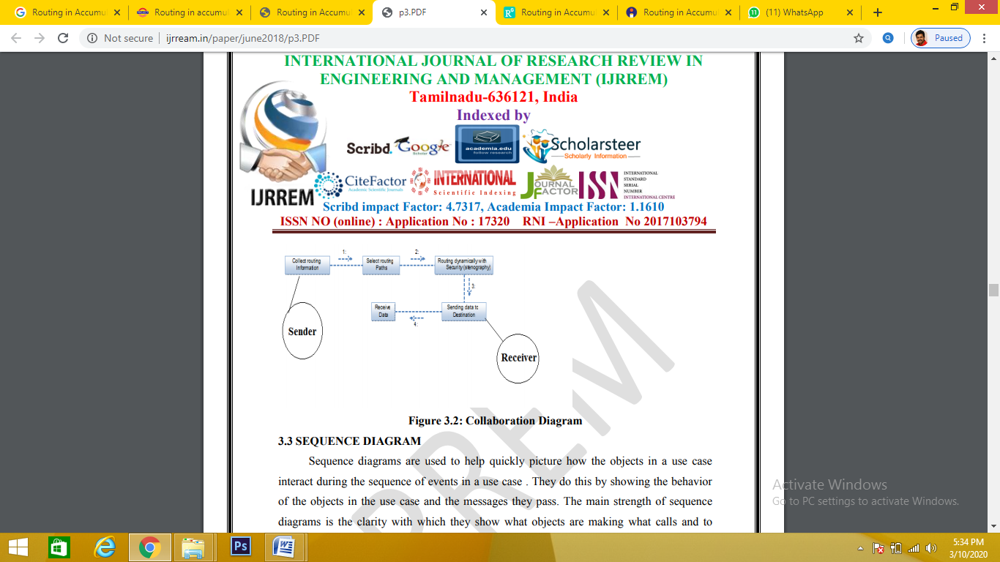 Routing in Accumul
Routing in accumul
Routing in Accumul
p3.PDF
Routing in Accumul
Routing in Accumul
(11) WhatsApp
Not secure | ijrream.in/paper/june2018/p3.PDF
Paused
INTERNATIONAL JOURNAL OF RESEARCH REVIEW IN
ENGINEERING AND MANAGEMENT (IJRREM)
Tamilnadu-636121, India
Indexed by
Scribd.
Google
Scholar
academia.edu
follow research
Scholarsteer
Scholarly Information
CiteFactor
Academic Scientific Journals
INTERNATIONAL
Scientific Indexing
JOURNAL
FACTOR
ISSN
INTERNATIONAL
STANDARD
SERIAL
NUMBER
INTERNATIONAL CENTRE
IJRREM
Scribd impact Factor: 4.7317, Academia Impact Factor: 1.1610
ISSN NO (online) : Application No : 17320 RNI –Application No 2017103794
1:
2:
Collect routing
Information
Select routing
Paths
Routing dynamically with
Security (stenography)
3:
Receive
Data
Sending data to
Destination
4:
Sender
Receiver
Figure 3.2: Collaboration Diagram
3.3 SEQUENCE DIAGRAM
Sequence diagrams are used to help quickly picture how the objects in a use case
interact during the sequence of events in a use case . They do this by showing the behavior
of the objects in the use case and the messages they pass. The main strength of sequence
diagrams is the clarity with which they show what objects are making what calls and to
Activate Windows
Go to PC settings to activate Windows.
Ps
5:34 PM
3/10/2020